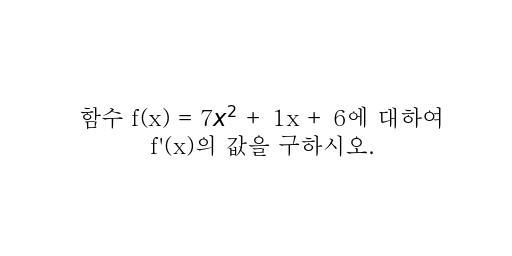 함수 f(x) = 7x² + 1x + 6에 대하여
f'(x)의 값을 구하시오.